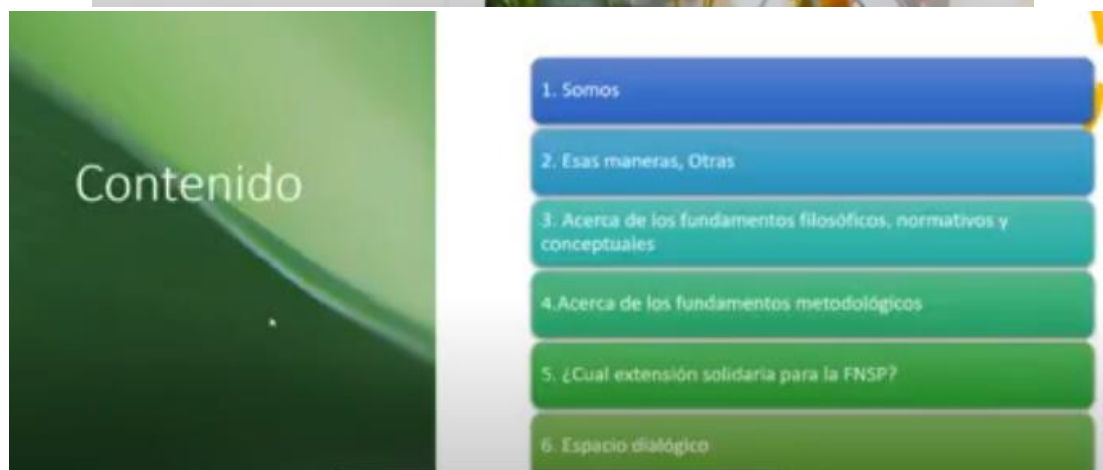 Contenido
1. Somos
2. Esas maneras, Otras
3. Acerca de los fundamentos filosóficos, normativos y
conceptuales
4.Acerca de los fundamentos metodológicos
5. ¿Cual extensión solidaria para la FNSP?
6. Espacio dialógico